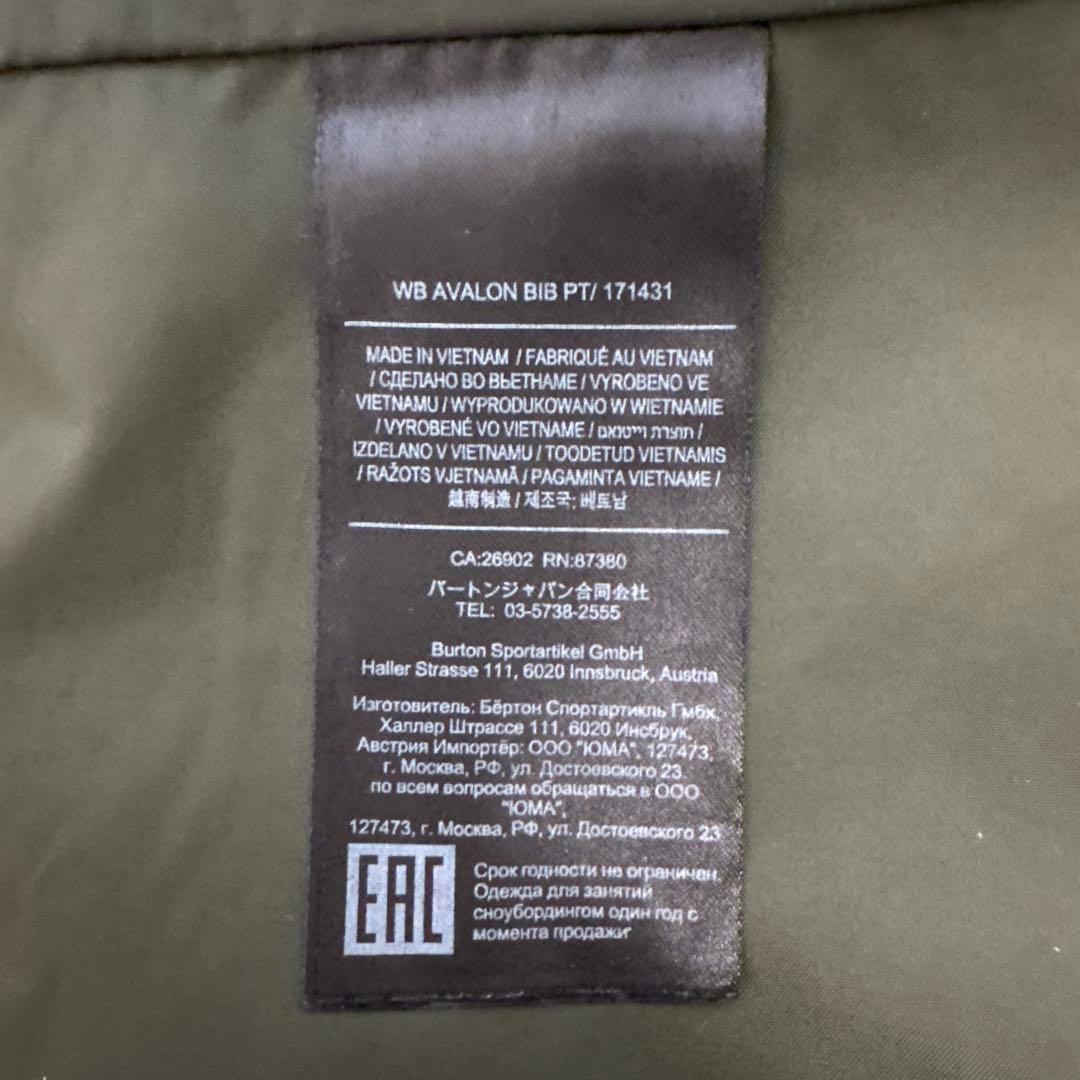 WB AVALON BIB PT/ 171431
MADE IN VIETNAM / FABRIQUÉ AU VIETNAM
/ СДЕЛАНО ВО ВЬЕТНАМЕ / VYROBENO VE
VIETNAMU / WYPRODUKOWANO W WIETNAMIE
/ VYROBENÉ VO VIETNAME / תוצרת וייטנאם /
IZDELANO V VIETNAMU / TOODETUD VIETNAMIS
/ RAŽOTS VJETNAMĀ / PAGAMINTA VIETNAME /
越南制造 / 제조국: 베트남
CA:26902 RN:87380
バートンジャパン合同会社
TEL: 03-5738-2555
Burton Sportartikel GmbH
Haller Strasse 111, 6020 Innsbruck, Austria
Изготовитель: Бёртон Спортартикль Гмбх,
Халлер Штрассе 111, 6020 Инсбрук,
Австрия Импортёр: ООО "ЮМА", 127473,
г. Москва, РФ, ул. Достоевского 23.
по всем вопросам обращаться в ООО
"ЮМА",
127473, г. Москва, РФ, ул. Достоевского 23
EAC
Срок годности не ограничен.
Одежда для занятий
сноубордингом один год с
момента продажи